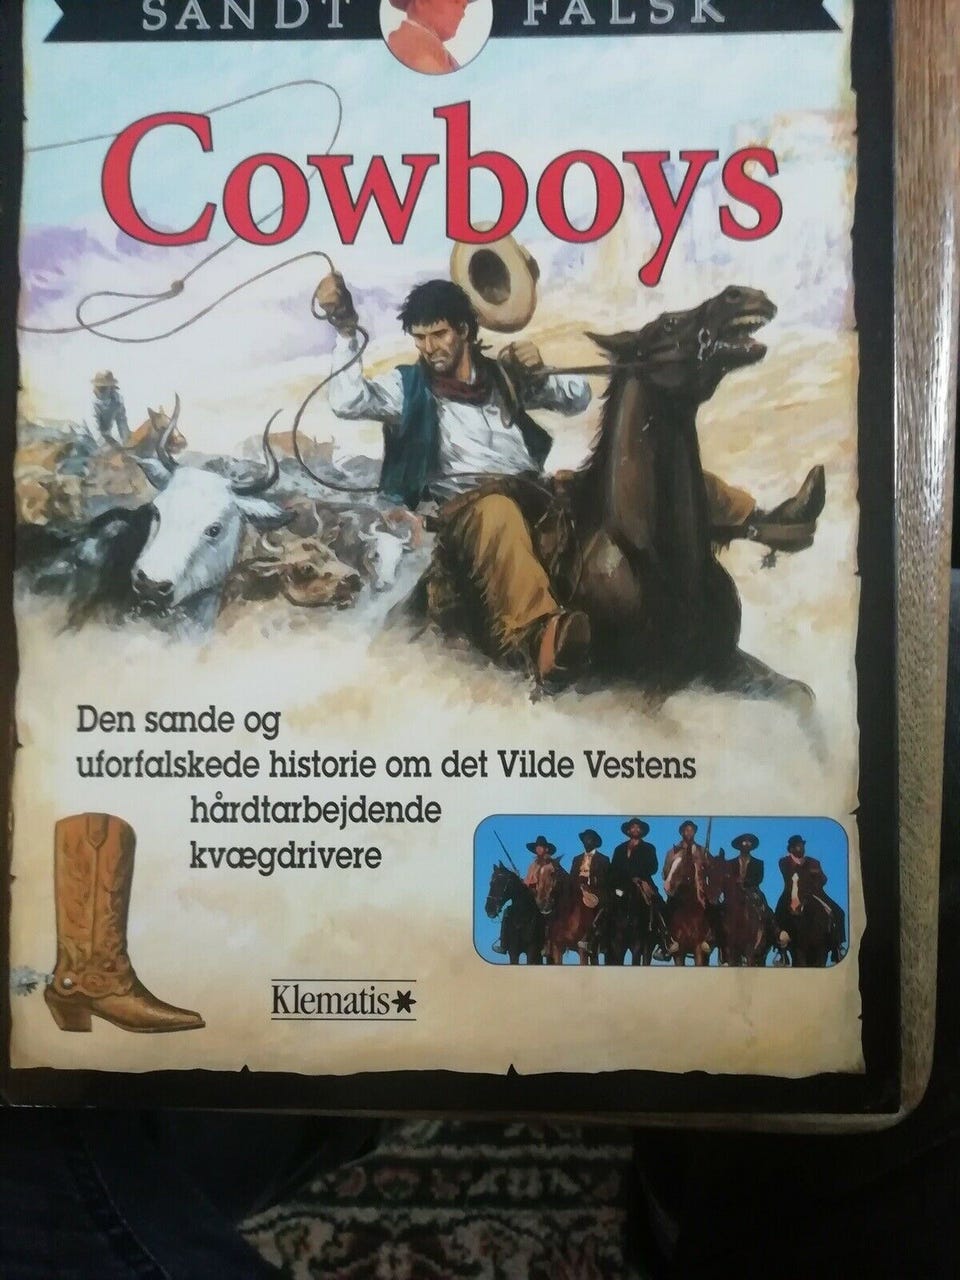 SANDT FALSK
Cowboys
Den sande og
uforfalskede historie om det Vilde Vestens
hårdtarbejdende
kvægdrivere
Klematis